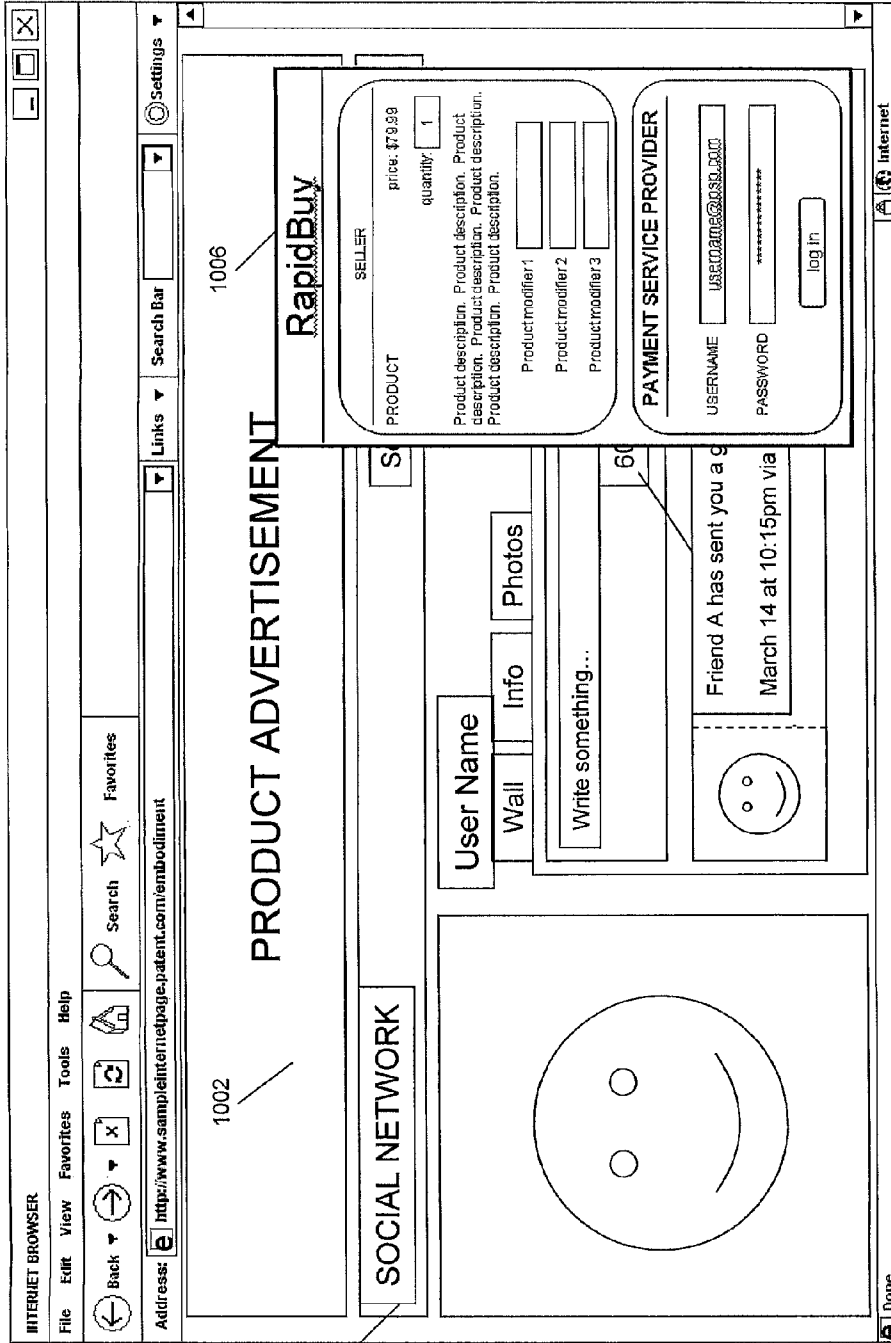 INTERNET BROWSER
File Edit View Favorites Tools Help
Back Search Favorites
Address: e http://www.sampleinternetpage.patent.com/embodiment Links Search Bar Settings
1002
PRODUCT ADVERTISEMENT
1006
SOCIAL NETWORK
User Name
Wall Info Photos
Write something...
60
Friend A has sent you a g
March 14 at 10:15pm via
RapidBuy
SELLER
PRODUCT price: $79.99
quantity: 1
Product description. Product description. Product
description. Product description. Product description.
Product description. Product description.
Product modifier 1
Product modifier 2
Product modifier 3
PAYMENT SERVICE PROVIDER
USERNAME username@psp.com
PASSWORD ****************
log in
Done Internet